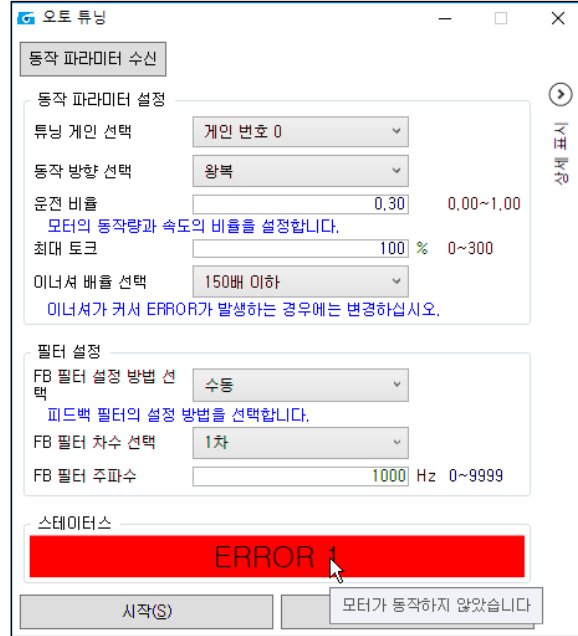 오토 튜닝
동작 파라미터 수신
동작 파라미터 설정
상세 표시
튜닝 게인 선택 게인 번호 0
동작 방향 선택 왕복
운전 비율 0.30 0.00~1.00
모터의 동작량과 속도의 비율을 설정합니다.
최대 토크 100 % 0~300
이너셔 배율 선택 150배 이하
이너셔가 커서 ERROR가 발생하는 경우에는 변경하십시오.
필터 설정
FB 필터 설정 방법 선
택 수동
피드백 필터의 설정 방법을 선택합니다.
FB 필터 차수 선택 1차
FB 필터 주파수 1000 Hz 0~9999
스테이터스
ERROR 1
시작(S)
모터가 동작하지 않았습니다